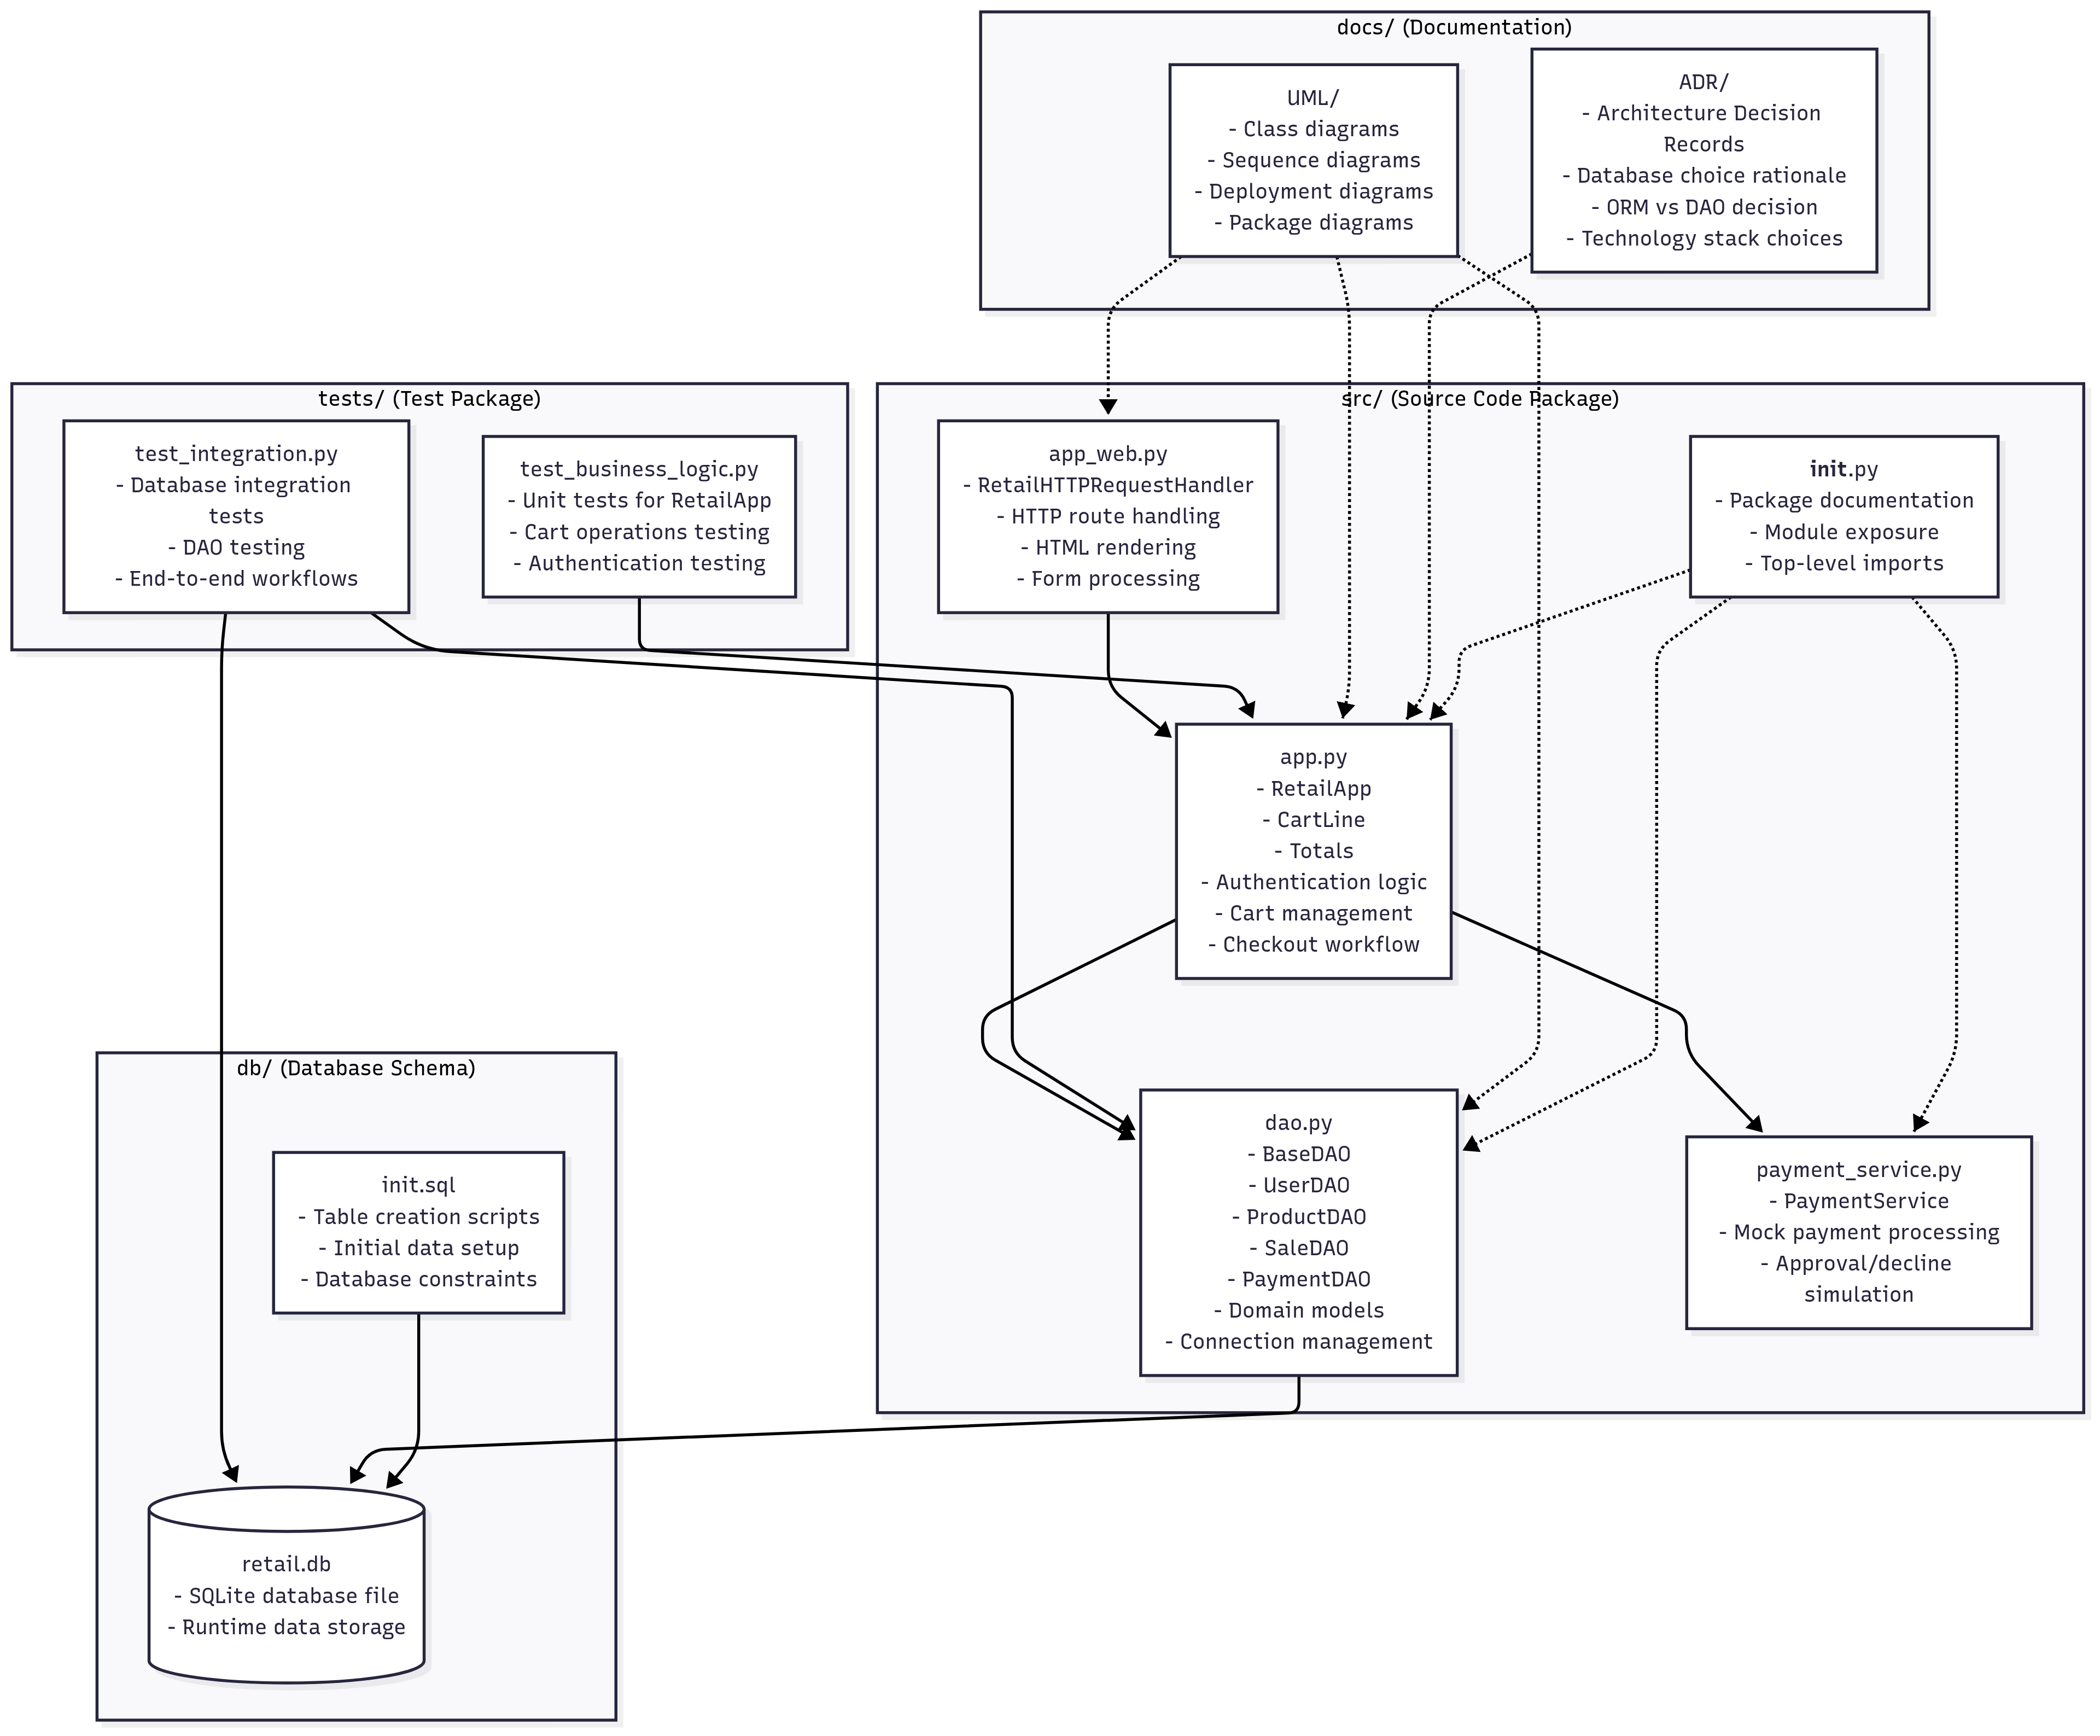 docs/ (Documentation)
UML/
- Class diagrams
- Sequence diagrams
- Deployment diagrams
- Package diagrams
ADR/
- Architecture Decision
Records
- Database choice rationale
- ORM vs DAO decision
- Technology stack choices
tests/ (Test Package)
test_integration.py
- Database integration
tests
- DAO testing
- End-to-end workflows
test_business_logic.py
- Unit tests for RetailApp
- Cart operations testing
- Authentication testing
src/ (Source Code Package)
app_web.py
- RetailHTTPRequestHandler
- HTTP route handling
- HTML rendering
- Form processing
init.py
- Package documentation
- Module exposure
- Top-level imports
app.py
- RetailApp
- CartLine
- Totals
- Authentication logic
- Cart management
- Checkout workflow
dao.py
- BaseDAO
- UserDAO
- ProductDAO
- SaleDAO
- PaymentDAO
- Domain models
- Connection management
payment_service.py
- PaymentService
- Mock payment processing
- Approval/decline
simulation
db/ (Database Schema)
init.sql
- Table creation scripts
- Initial data setup
- Database constraints
retail.db
- SQLite database file
- Runtime data storage